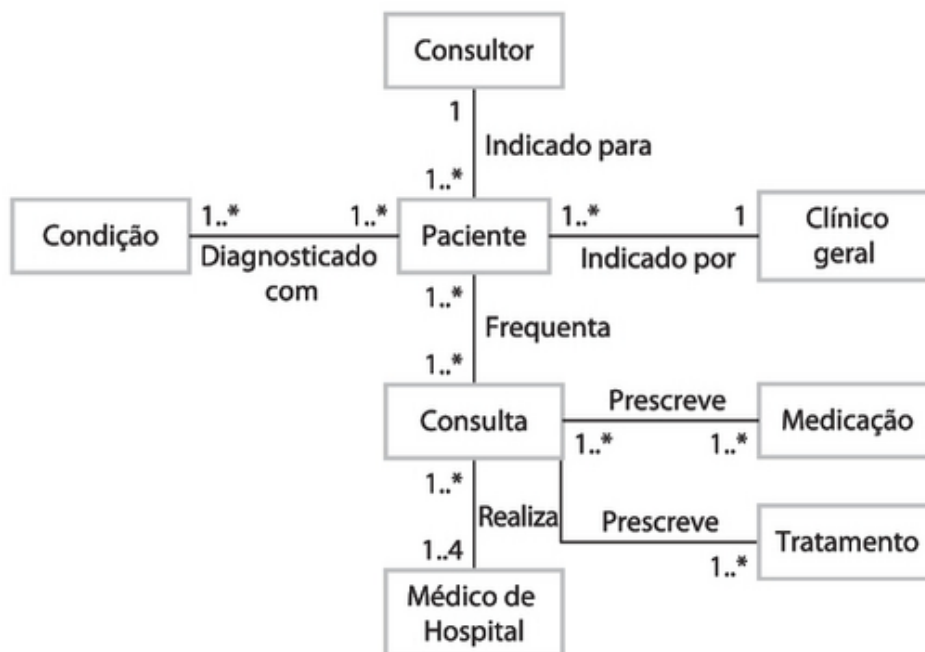 Consultor
1
Indicado para
1..*
1..*
1..*
1..*
1
Condição
Paciente
Clínico
geral
Diagnosticado
com
Indicado por
1..*
Frequenta
1..*
Consulta
Prescreve
Medicação
1..*
1..*
1..*
Realiza
Prescreve
Tratamento
1..4
1..*
Médico de
Hospital